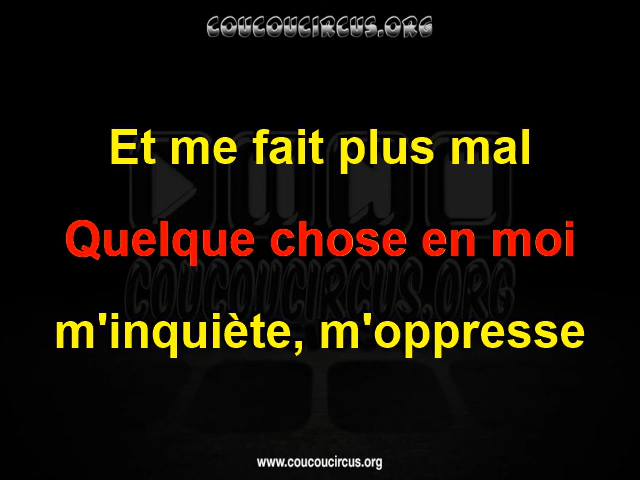 COUCOUCIRCUS.ORG
Et me fait plus mal
Quelque chose en moi
COUCOUCIRCUS.ORG
m'inquiète, m'oppresse
www.coucoucircus.org